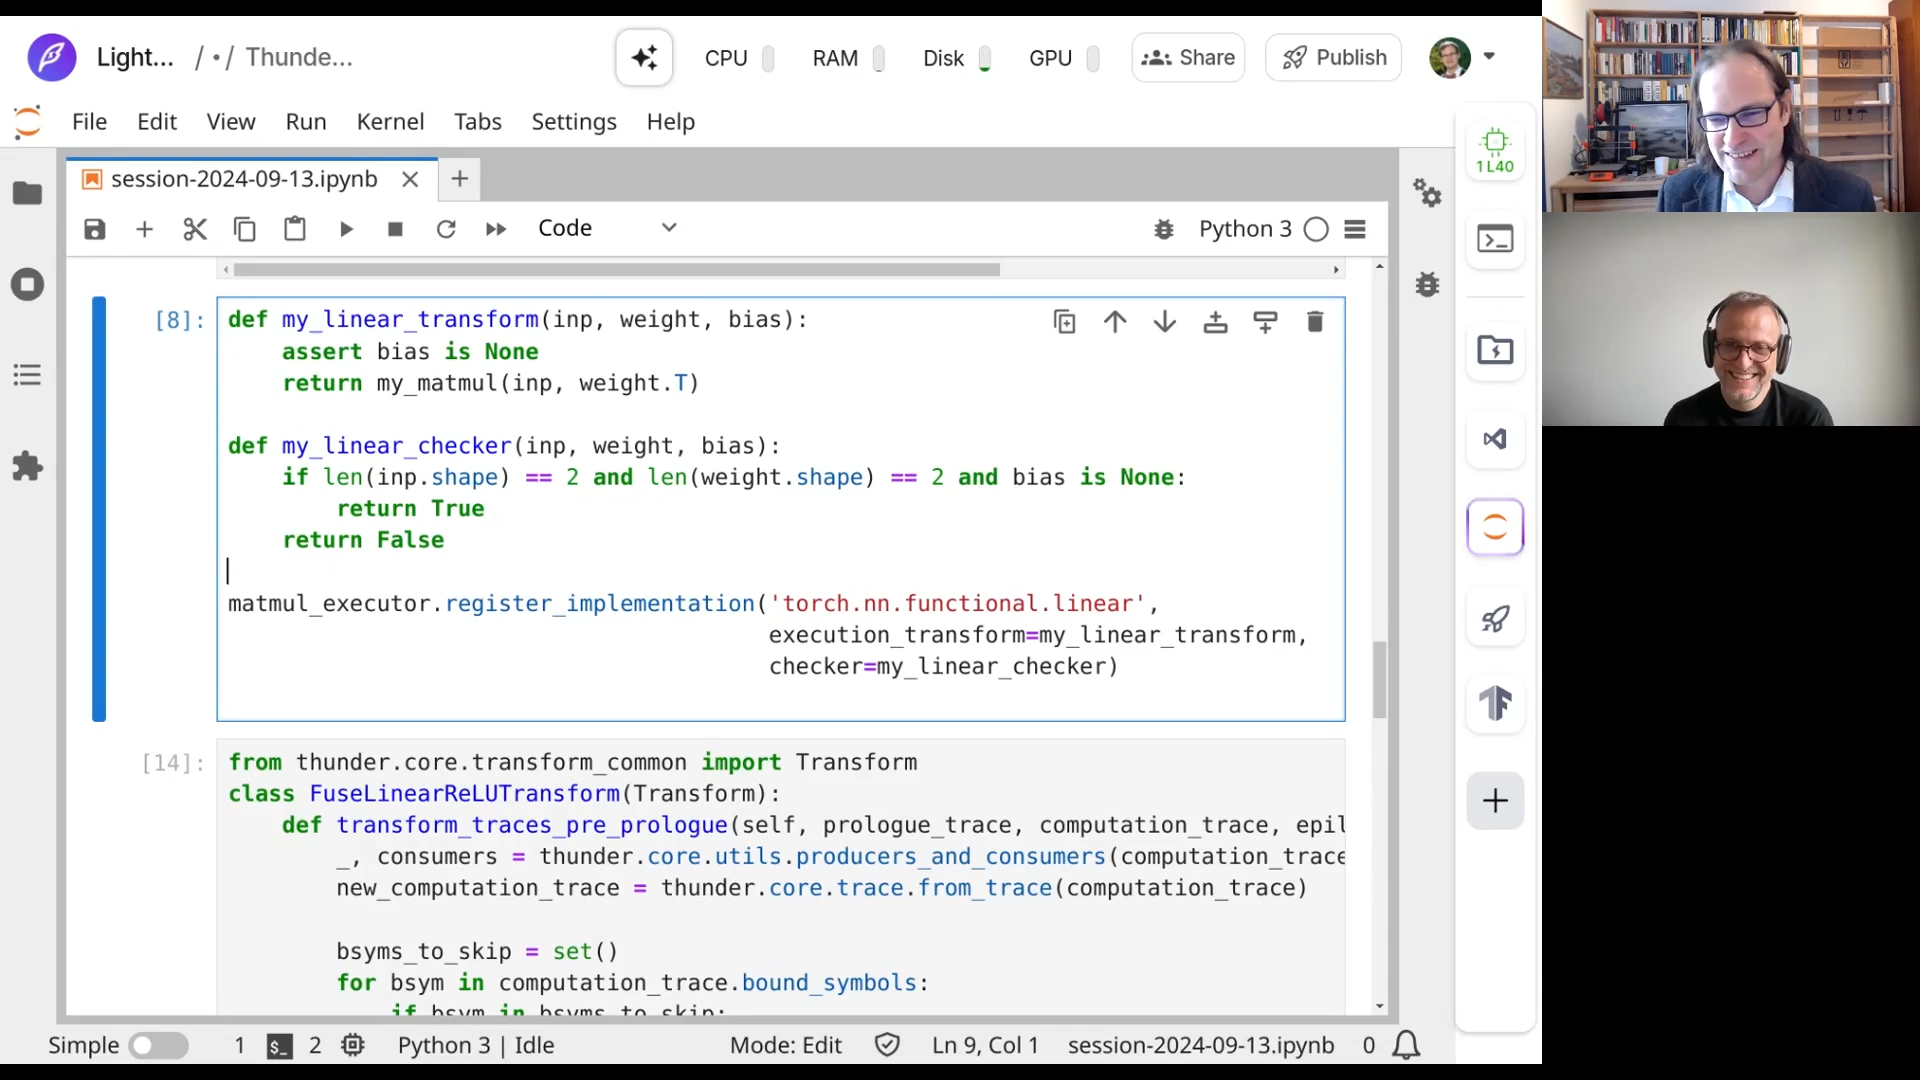 Light... / • / Thunde...
CPU RAM Disk GPU Share Publish
File Edit View Run Kernel Tabs Settings Help
1 L40
session-2024-09-13.ipynb
Code
Python 3
[8]:
def my_linear_transform(inp, weight, bias):
    assert bias is None
    return my_matmul(inp, weight.T)
def my_linear_checker(inp, weight, bias):
    if len(inp.shape) == 2 and len(weight.shape) == 2 and bias is None:
        return True
    return False
matmul_executor.register_implementation('torch.nn.functional.linear',
                                        execution_transform=my_linear_transform,
                                        checker=my_linear_checker)
[14]:
from thunder.core.transform_common import Transform
class FuseLinearReLUTransform(Transform):
    def transform_traces_pre_prologue(self, prologue_trace, computation_trace, epil
        _, consumers = thunder.core.utils.producers_and_consumers(computation_trace
        new_computation_trace = thunder.core.trace.from_trace(computation_trace)
        bsyms_to_skip = set()
        for bsym in computation_trace.bound_symbols:
            if bsym in bsyms_to_skip:
Simple 1 $_ 2 Python 3 | Idle Mode: Edit Ln 9, Col 1 session-2024-09-13.ipynb 0